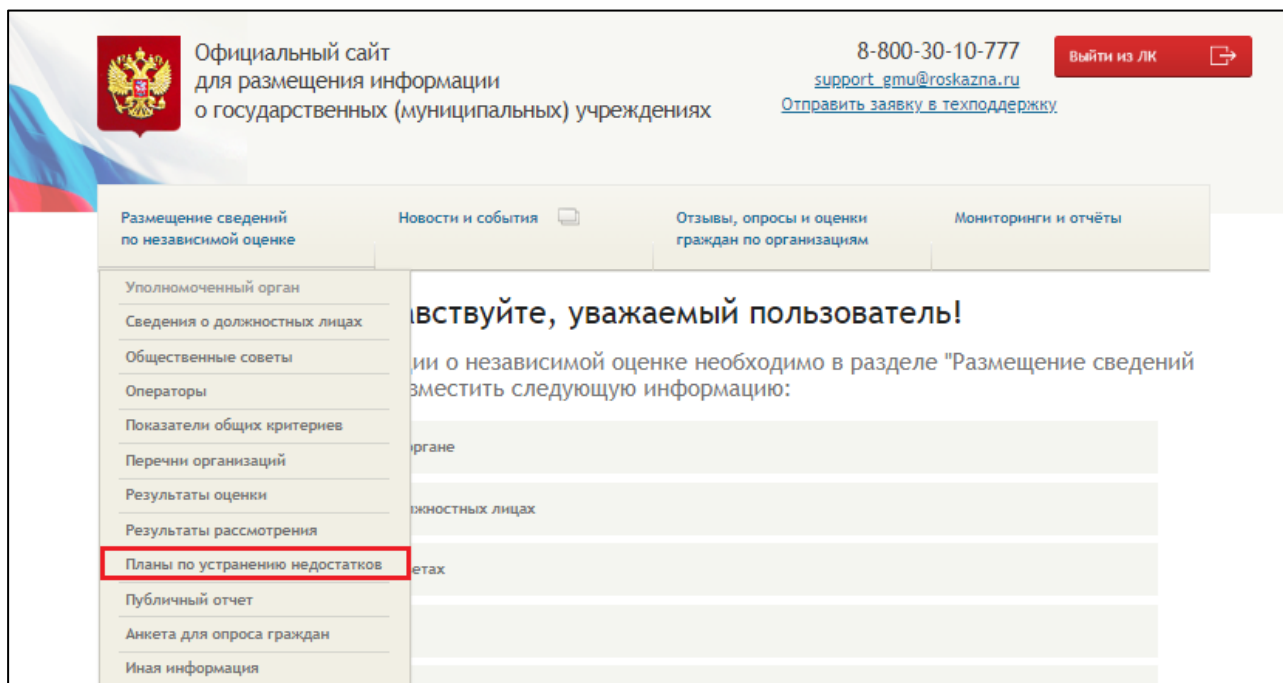 Официальный сайт
для размещения информации
о государственных (муниципальных) учреждениях
8-800-30-10-777
support_gmu@roskazna.ru
Отправить заявку в техподдержку
Выйти из ЛК
Размещение сведений
по независимой оценке
Новости и события
Отзывы, опросы и оценки
граждан по организациям
Мониторинги и отчёты
Уполномоченный орган
Сведения о должностных лицах
Общественные советы
Операторы
Показатели общих критериев
Перечни организаций
Результаты оценки
Результаты рассмотрения
Планы по устранению недостатков
Публичный отчет
Анкета для опроса граждан
Иная информация
авствуйте, уважаемый пользователь!
ии о независимой оценке необходимо в разделе "Размещение сведений
зместить следующую информацию:
органе
лжностных лицах
етах